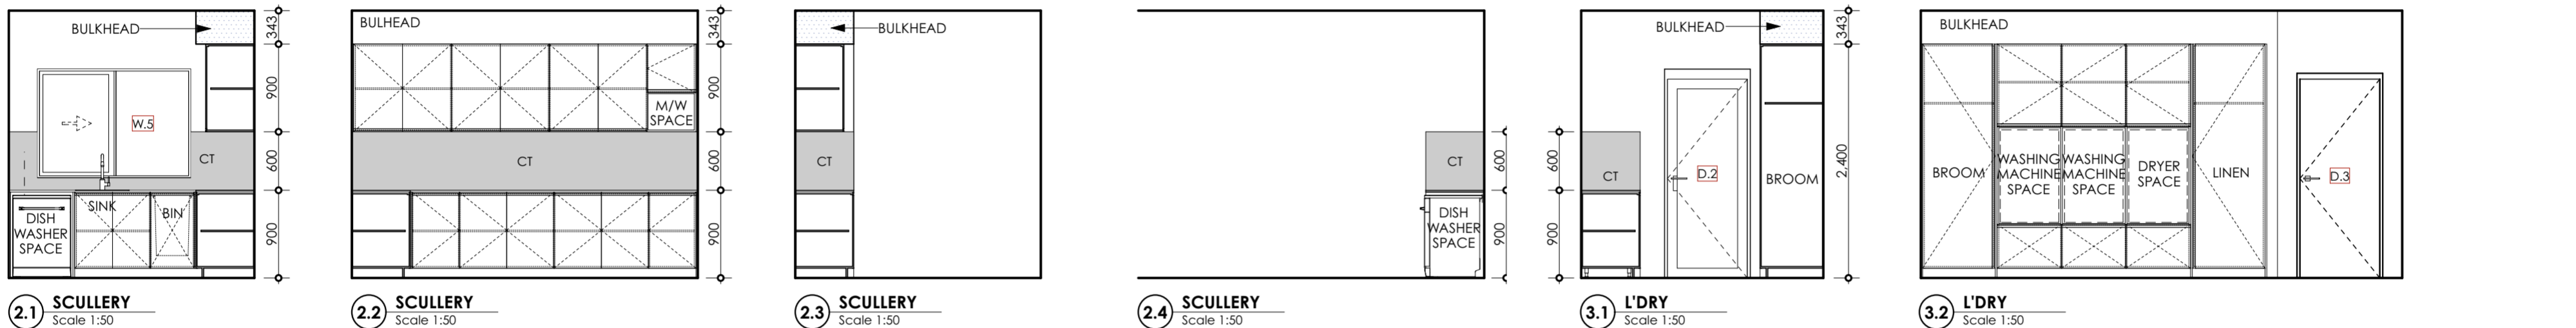 BULKHEAD
343
900
600
900
W.5
CT
SINK
BIN
DISH
WASHER
SPACE
2.1 SCULLERY
Scale 1:50
BULHEAD
343
900
600
900
M/W
SPACE
CT
2.2 SCULLERY
Scale 1:50
BULKHEAD
CT
2.3 SCULLERY
Scale 1:50
CT
600
900
DISH
WASHER
SPACE
2.4 SCULLERY
Scale 1:50
BULKHEAD
343
2,400
600
900
CT
D.2
BROOM
3.1 L'DRY
Scale 1:50
BULKHEAD
BROOM
WASHING
MACHINE
SPACE
WASHING
MACHINE
SPACE
DRYER
SPACE
LINEN
D.3
3.2 L'DRY
Scale 1:50